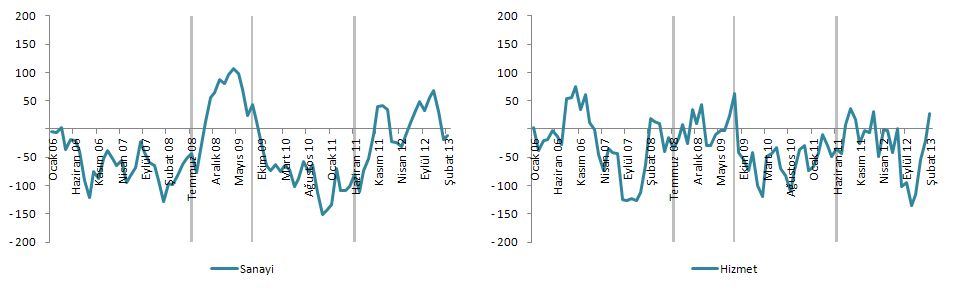 200
150
100
50
0
-50
-100
-150
-200
Ocak 06
Haziran 06
Kasım 06
Nisan 07
Eylül 07
Şubat 08
Temmuz 08
Aralık 08
Mayıs 09
Ekim 09
Mart 10
Ağustos 10
Ocak 11
Haziran 11
Kasım 11
Nisan 12
Eylül 12
Şubat 13
Sanayi
200
150
100
50
0
-50
-100
-150
-200
Ocak 06
Haziran 06
Kasım 06
Nisan 07
Eylül 07
Şubat 08
Temmuz 08
Aralık 08
Mayıs 09
Ekim 09
Mart 10
Ağustos 10
Ocak 11
Haziran 11
Kasım 11
Nisan 12
Eylül 12
Şubat 13
Hizmet